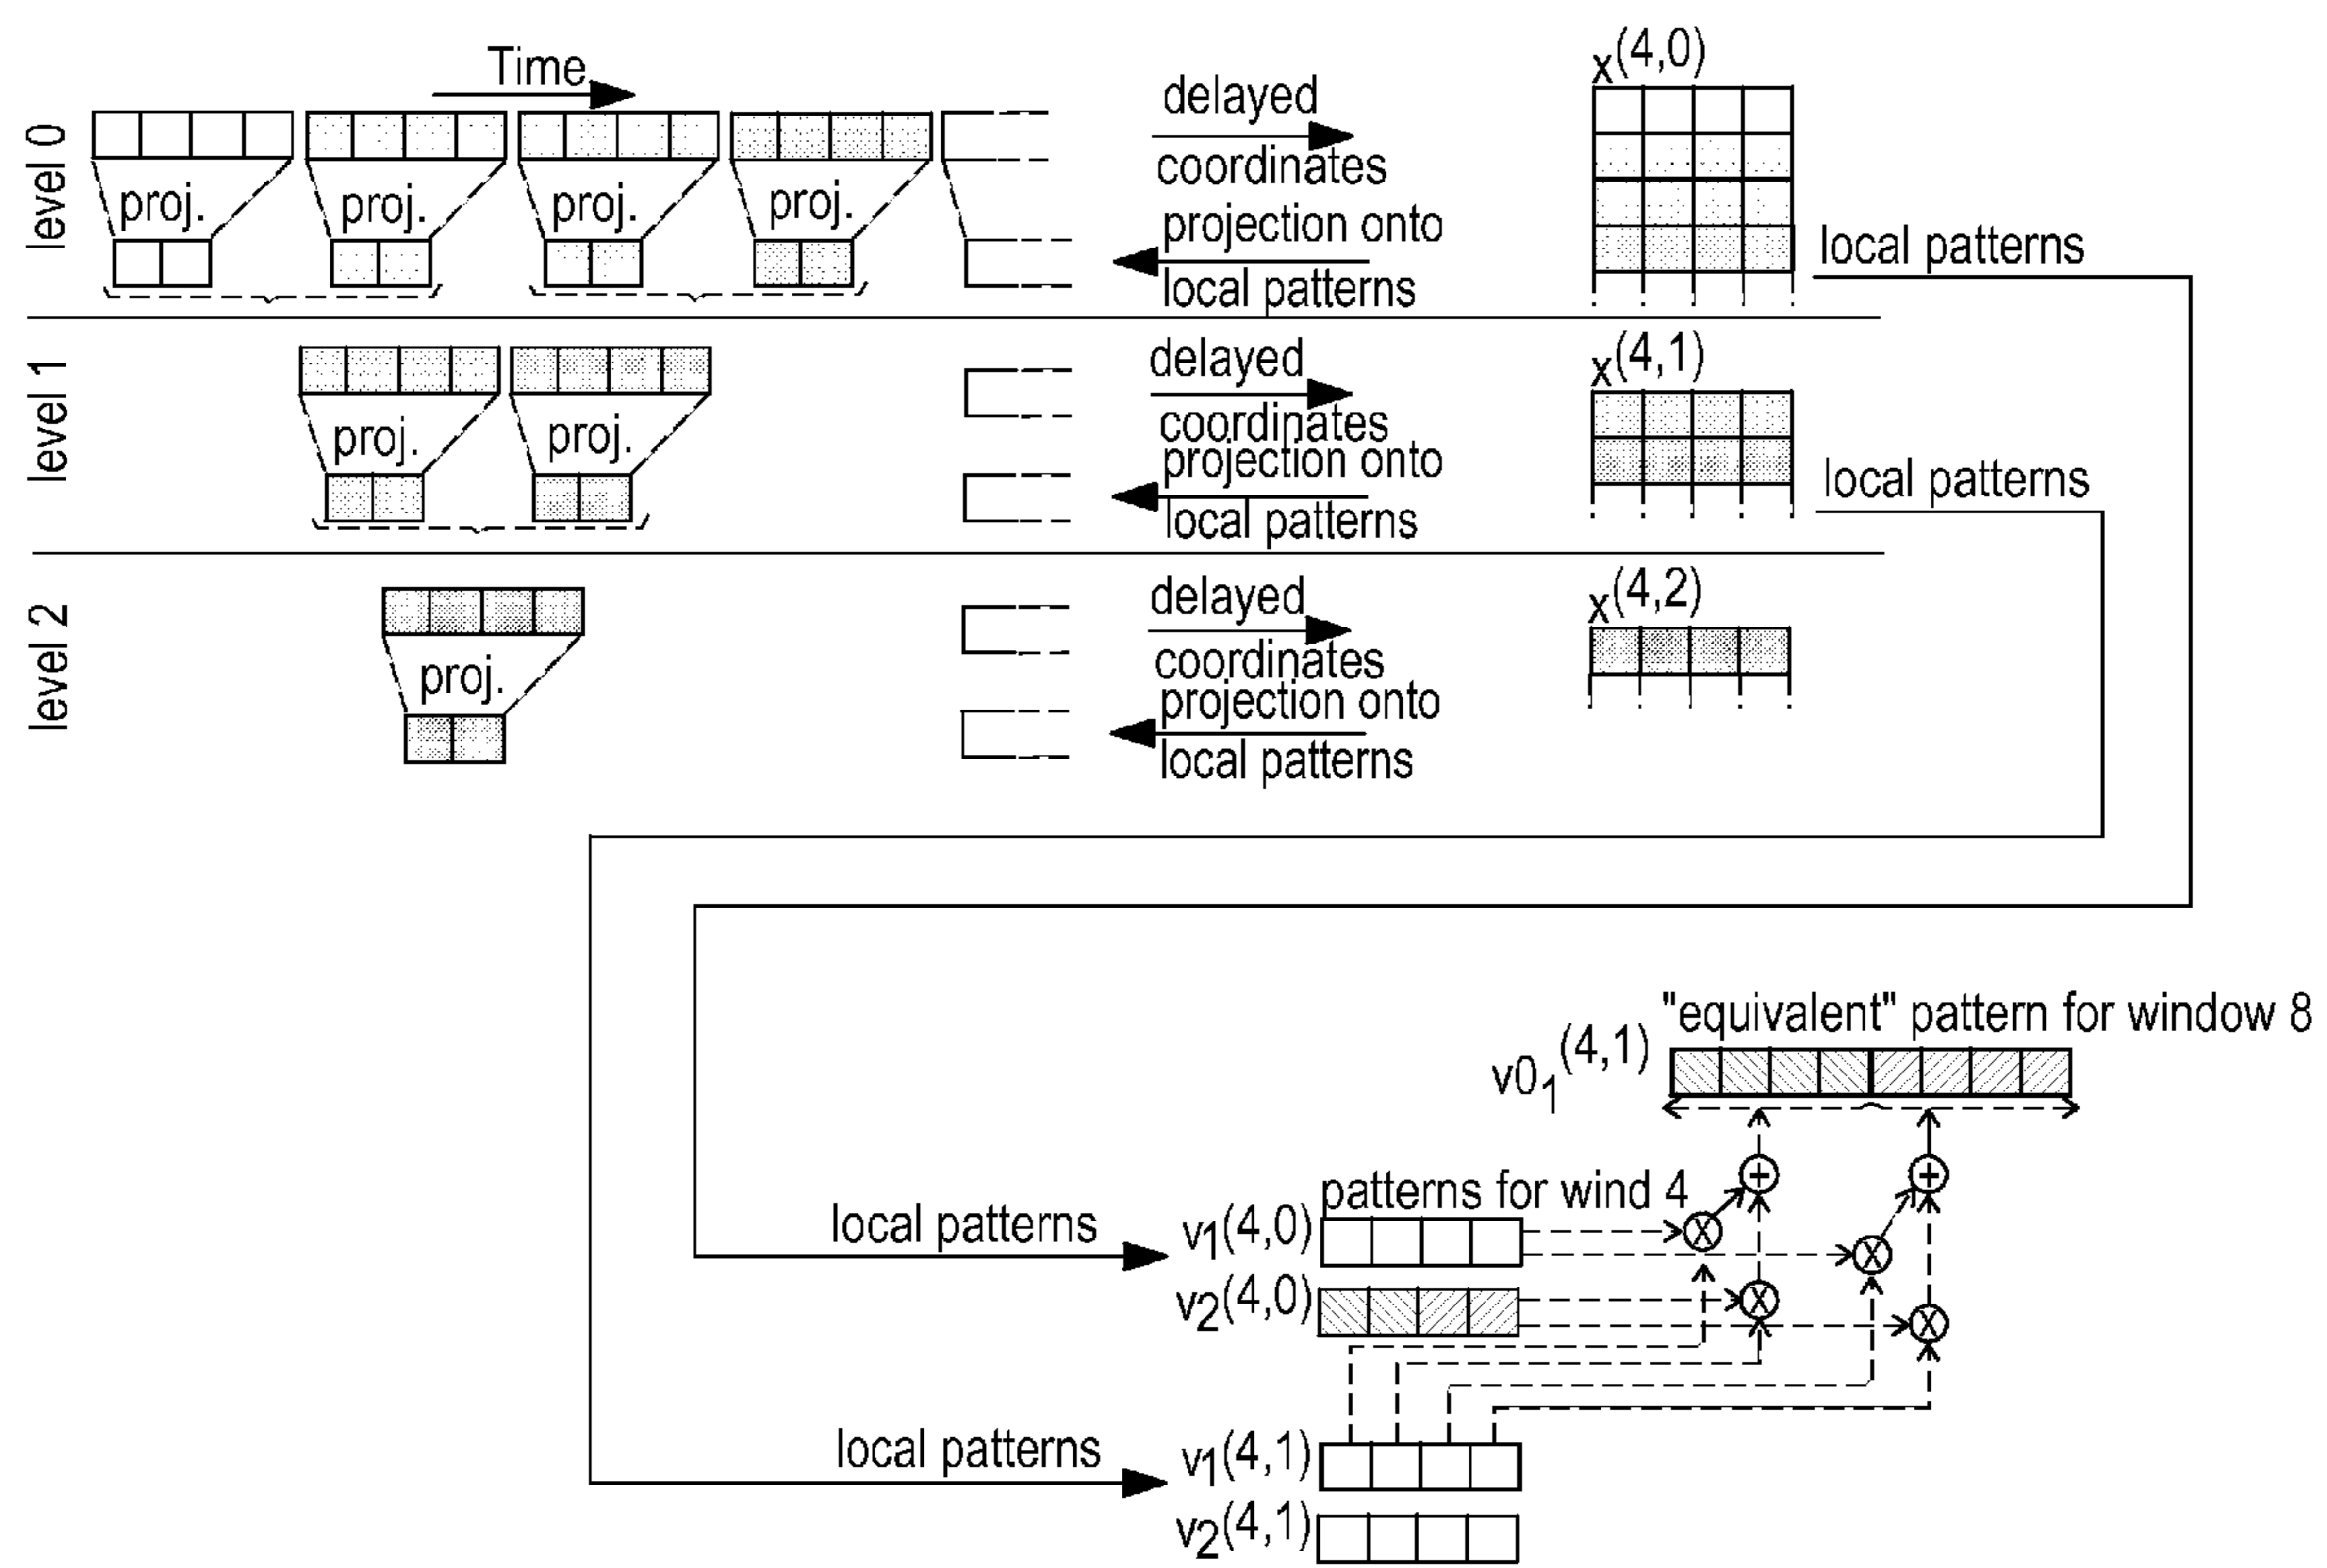 Time
level 0
proj.
proj.
proj.
proj.
delayed
coordinates
projection onto
local patterns
x(4,0)
local patterns
level 1
proj.
proj.
delayed
coordinates
projection onto
local patterns
x(4,1)
local patterns
level 2
proj.
delayed
coordinates
projection onto
local patterns
x(4,2)
"equivalent" pattern for window 8
v01(4,1)
patterns for wind 4
local patterns
v1(4,0)
v2(4,0)
local patterns
v1(4,1)
v2(4,1)